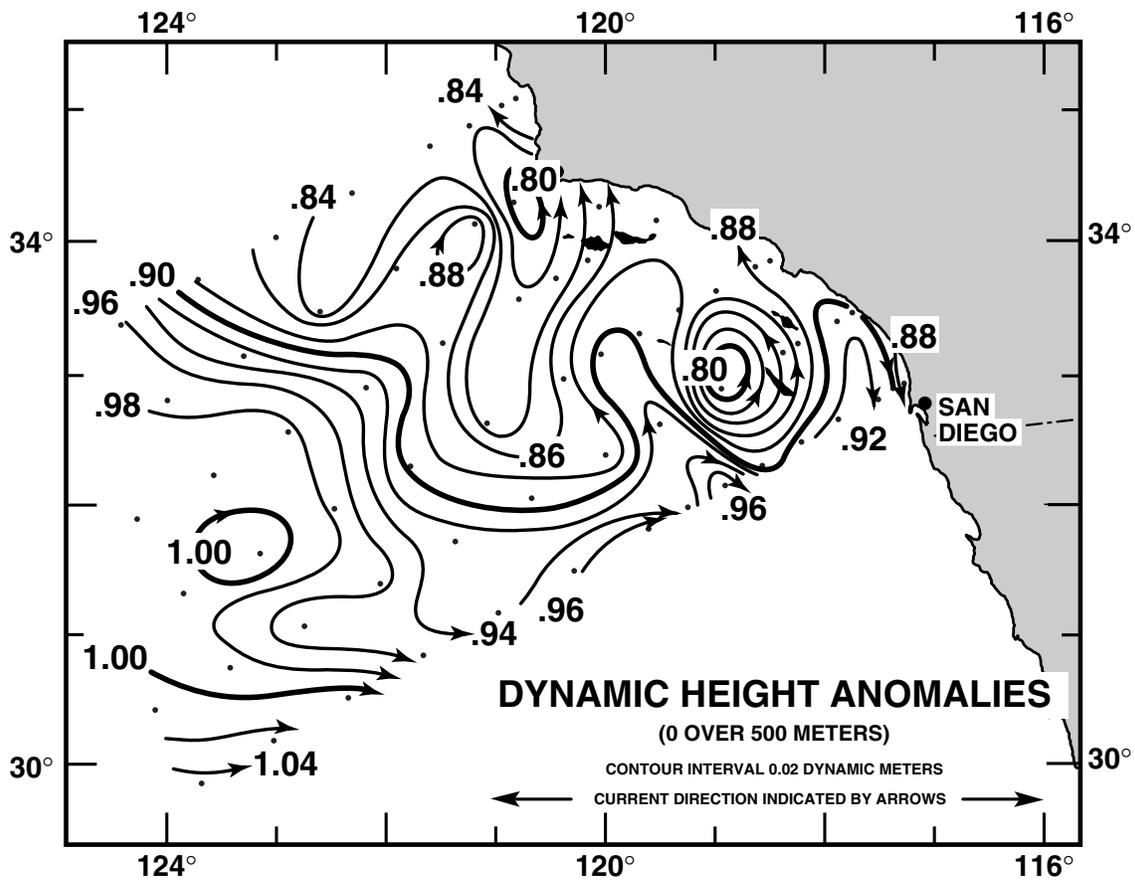 124° 120° 116°
.84
.80
.84
34° .88 34°
.88
.90
.96
.88
.80
.98 SAN
DIEGO
.92
.86
.96
1.00
.96
.94
1.00
DYNAMIC HEIGHT ANOMALIES
(0 OVER 500 METERS)
30° 1.04 30°
CONTOUR INTERVAL 0.02 DYNAMIC METERS
CURRENT DIRECTION INDICATED BY ARROWS
124° 120° 116°